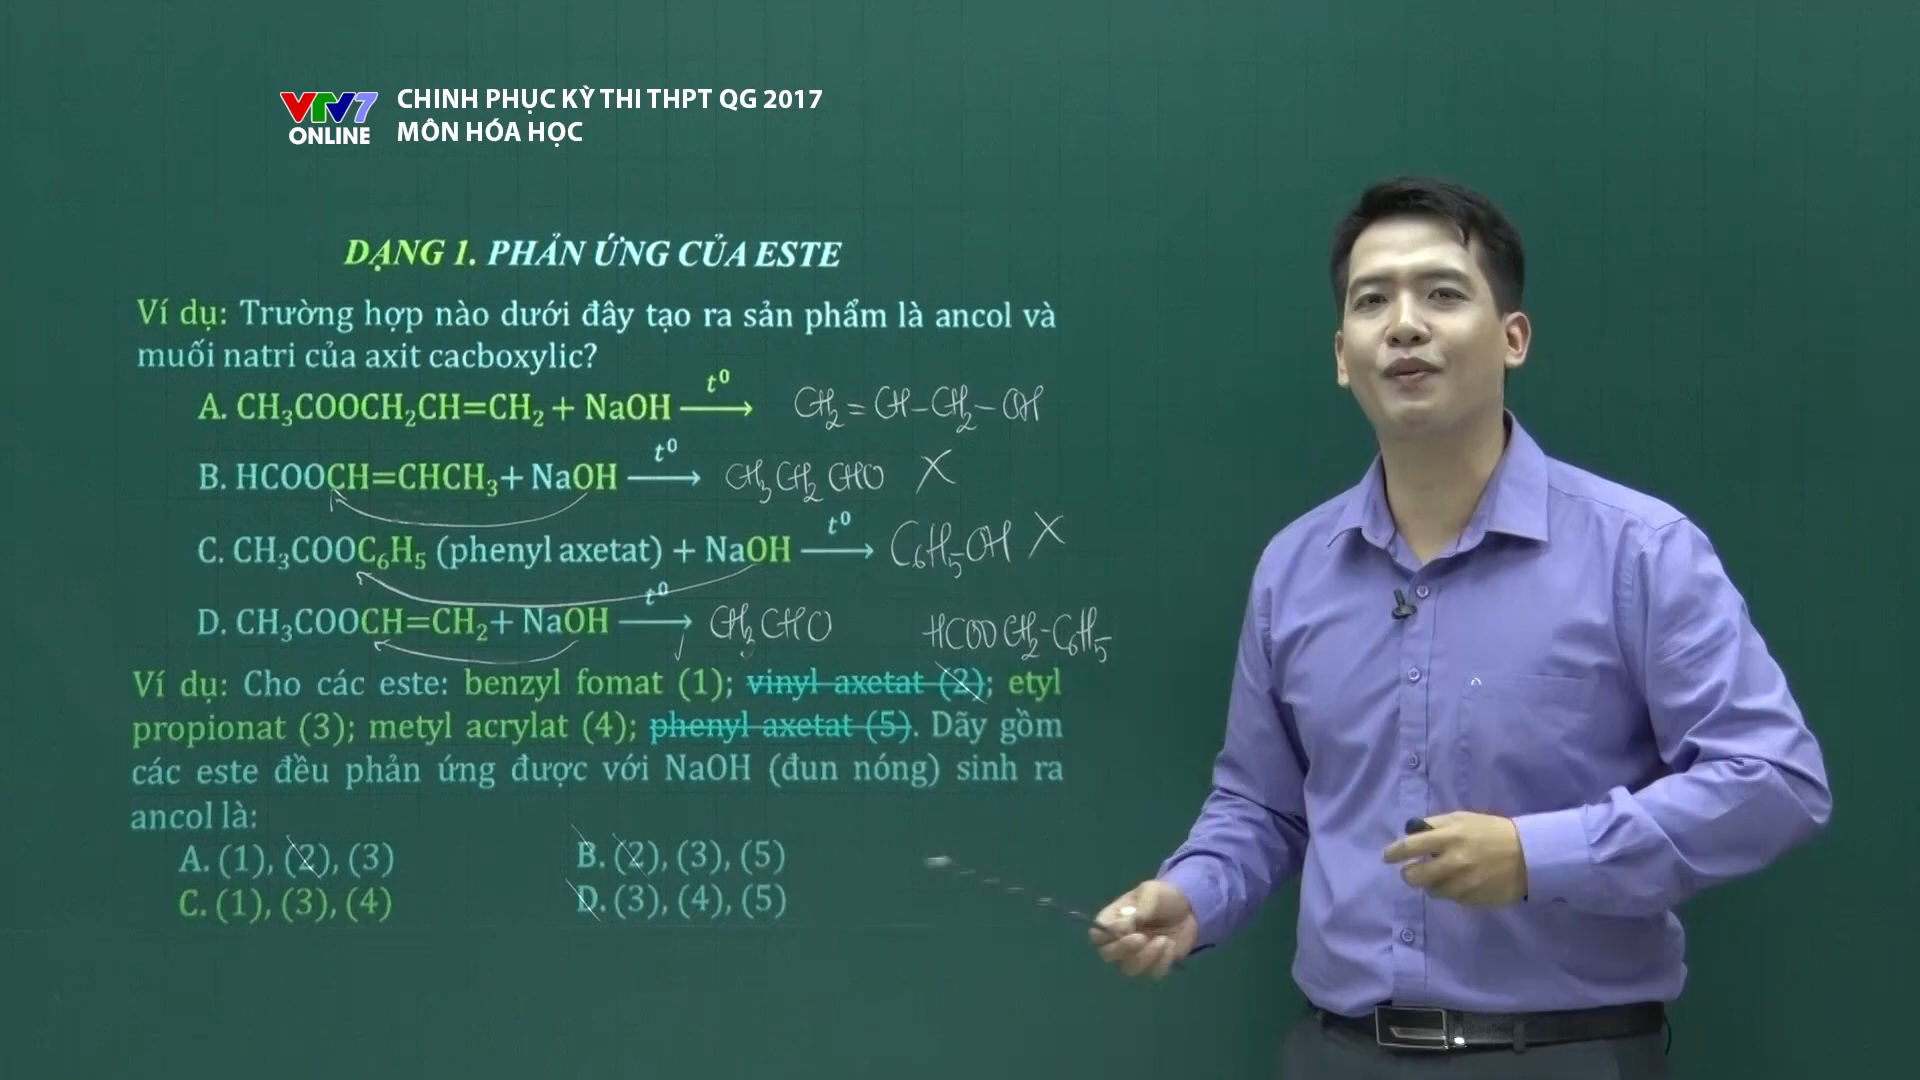 VTV7
ONLINE
CHINH PHỤC KỲ THI THPT QG 2017
MÔN HÓA HỌC
DẠNG 1. PHẢN ỨNG CỦA ESTE
Ví dụ: Trường hợp nào dưới đây tạo ra sản phẩm là ancol và
muối natri của axit cacboxylic?
A. CH₃COOCH₂CH=CH₂ + NaOH t⁰ ⟶ CH₂ = CH-CH₂-OH
B. HCOOCH=CHCH₃+ NaOH t⁰ ⟶ CH₃CH₂CHO X
C. CH₃COOC₆H₅ (phenyl axetat) + NaOH t⁰ ⟶ C₆H₅OH X
D. CH₃COOCH=CH₂+ NaOH t⁰ ⟶ CH₃CHO HCOOCH₂-C₆H₅
Ví dụ: Cho các este: benzyl fomat (1); vinyl axetat (2); etyl
propionat (3); metyl acrylat (4); phenyl axetat (5). Dãy gồm
các este đều phản ứng được với NaOH (đun nóng) sinh ra
ancol là:
A. (1), (2), (3) B. (2), (3), (5)
C. (1), (3), (4) D. (3), (4), (5)